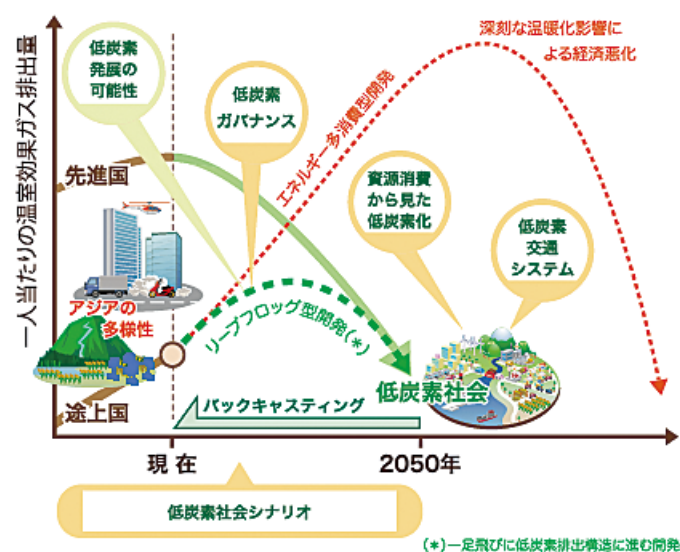 一人当たりの温室効果ガス排出量
低炭素
発展の
可能性
低炭素
ガバナンス
エネルギー多消費型開発
深刻な温暖化影響に
よる経済悪化
先進国
資源消費
から見た
低炭素化
低炭素
交通
システム
アジアの
多様性
リープフロッグ型開発(*)
低炭素社会
途上国
バックキャスティング
現在
2050年
低炭素社会シナリオ
(*)一足飛びに低炭素排出構造に進む開発